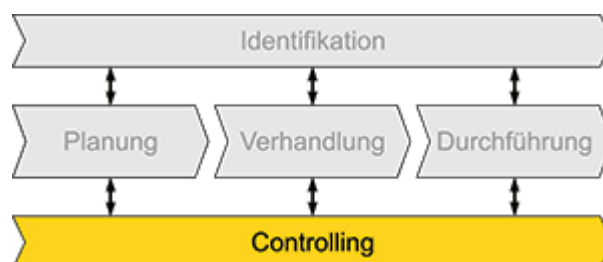 Identifikation
Planung
Verhandlung
Durchführung
Controlling